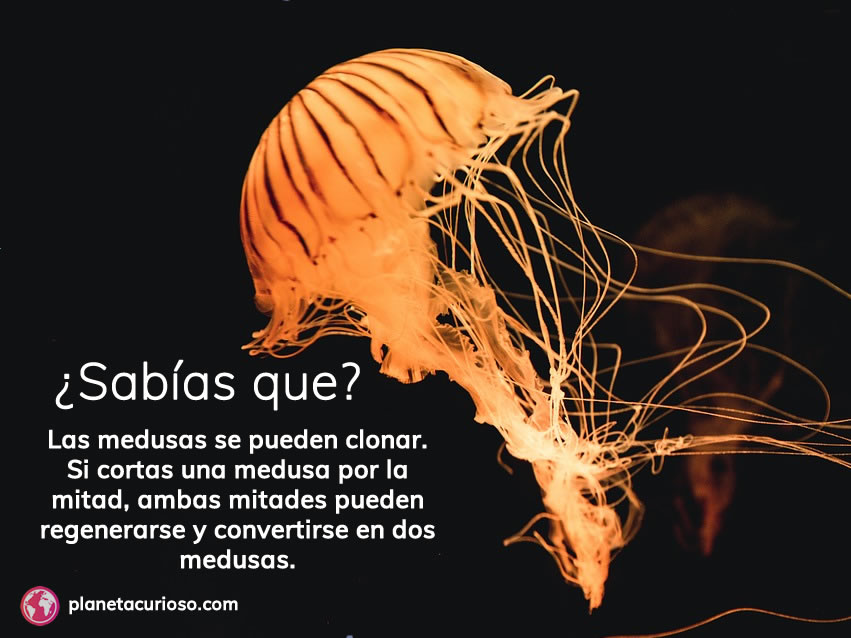 ¿Sabías que?
Las medusas se pueden clonar.
Si cortas una medusa por la
mitad, ambas mitades pueden
regenerarse y convertirse en dos
medusas.
planetacurioso.com